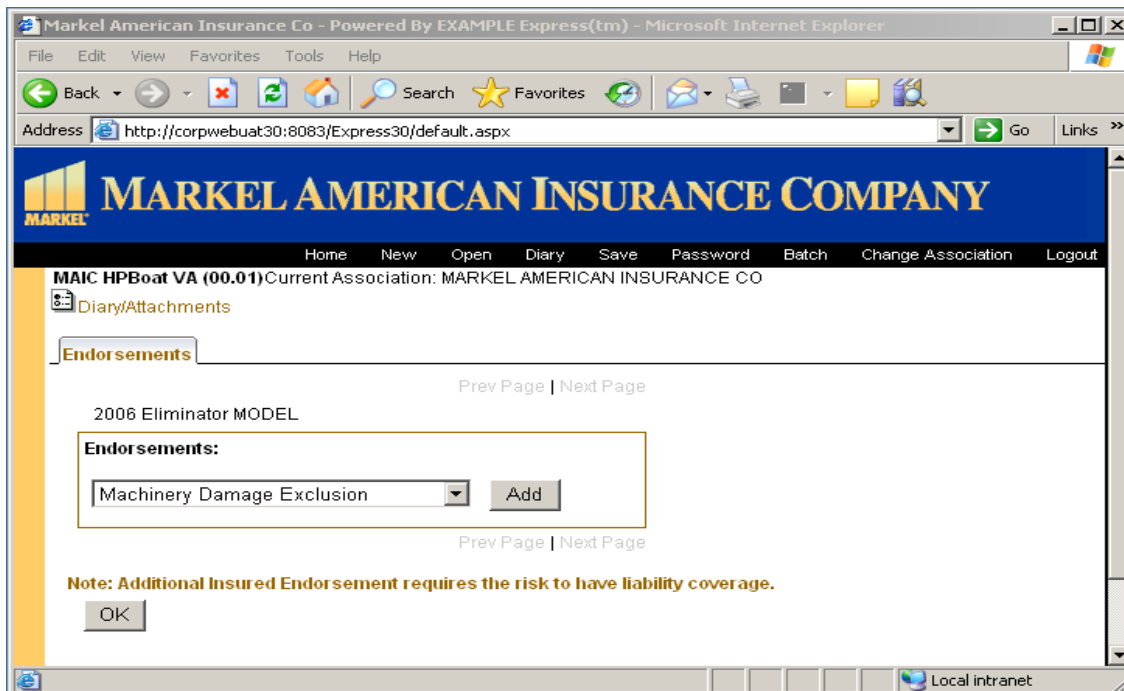 Markel American Insurance Co - Powered By EXAMPLE Express(tm) - Microsoft Internet Explorer
File Edit View Favorites Tools Help
Back Search Favorites
Address http://corpwebuat30:8083/Express30/default.aspx Go Links »
MARKEL MARKEL AMERICAN INSURANCE COMPANY
Home New Open Diary Save Password Batch Change Association Logout
MAIC HPBoat VA (00.01)Current Association: MARKEL AMERICAN INSURANCE CO
Diary/Attachments
Endorsements
Prev Page | Next Page
2006 Eliminator MODEL
Endorsements:
Machinery Damage Exclusion Add
Prev Page | Next Page
Note: Additional Insured Endorsement requires the risk to have liability coverage.
OK
Local intranet